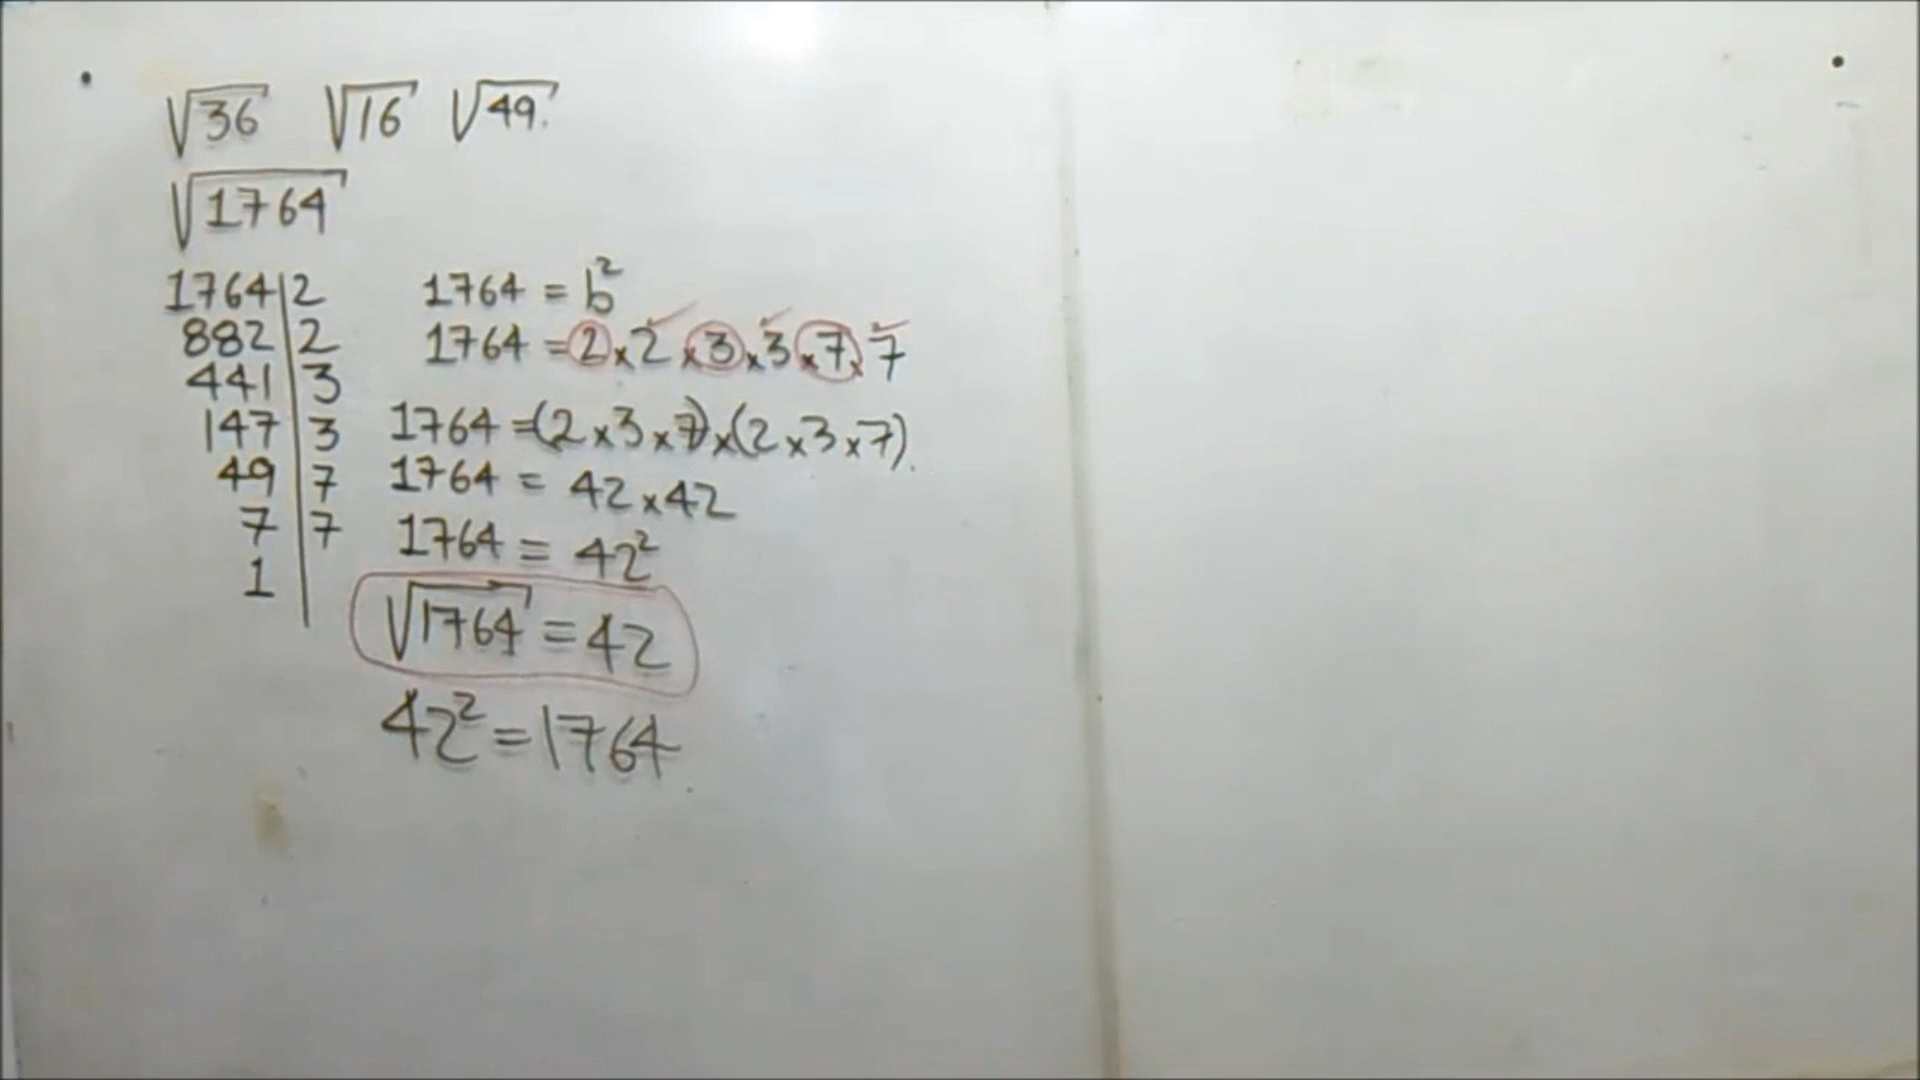 √36 √16 √49.
√1764
1764|2
882|2
441|3
147|3
49|7
7|7
1|
1764 = b²
1764 = 2 x 2 x 3 x 3 x 7 x 7
1764 = (2 x 3 x 7) x (2 x 3 x 7).
1764 = 42 x 42
1764 = 42²
√1764 = 42
42² = 1764